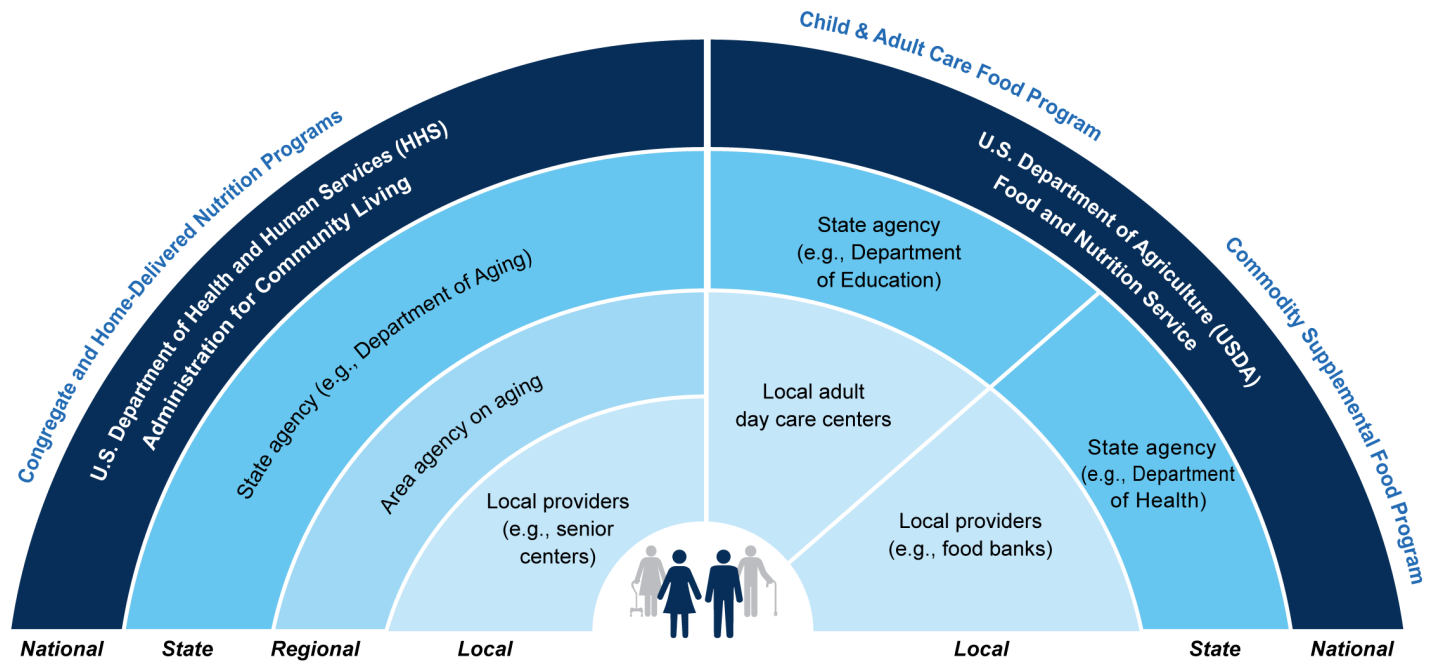 Congregate and Home-Delivered Nutrition Programs
U.S. Department of Health and Human Services (HHS)
Administration for Community Living
State agency (e.g., Department of Aging)
Area agency on aging
Local providers
(e.g., senior
centers)
Child & Adult Care Food Program
Commodity Supplemental Food Program
U.S. Department of Agriculture (USDA)
Food and Nutrition Service
State agency
(e.g., Department
of Education)
Local adult
day care centers
State agency
(e.g., Department
of Health)
Local providers
(e.g., food banks)
National
State
Regional
Local
Local
State
National